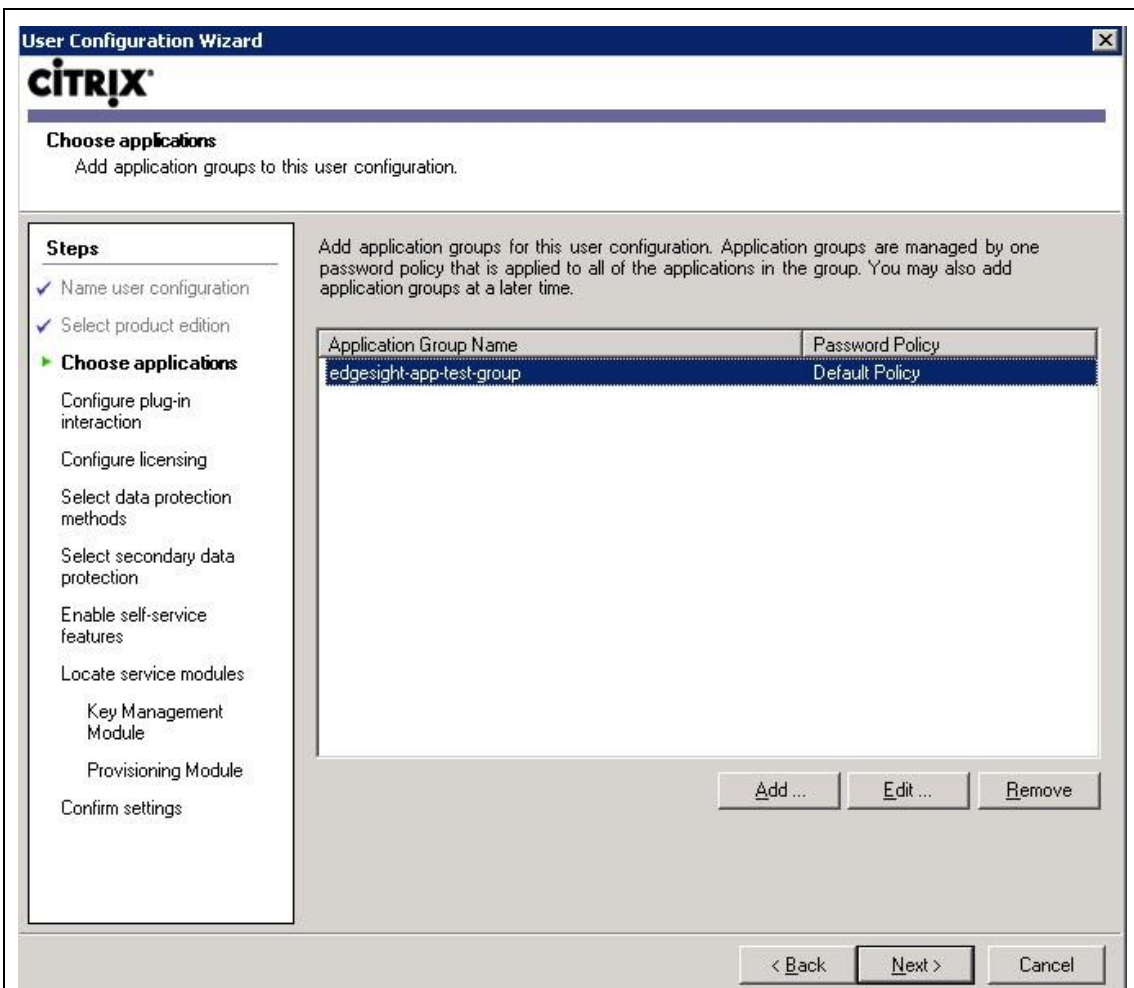 User Configuration Wizard
CITRIX
Choose applications
Add application groups to this user configuration.
Steps
Name user configuration
Select product edition
Choose applications
Configure plug-in
interaction
Configure licensing
Select data protection
methods
Select secondary data
protection
Enable self-service
features
Locate service modules
Key Management
Module
Provisioning Module
Confirm settings
Add application groups for this user configuration. Application groups are managed by one
password policy that is applied to all of the applications in the group. You may also add
application groups at a later time.
Application Group Name Password Policy
edgesight-app-test-group Default Policy
Add ... Edit ... Remove
< Back Next > Cancel